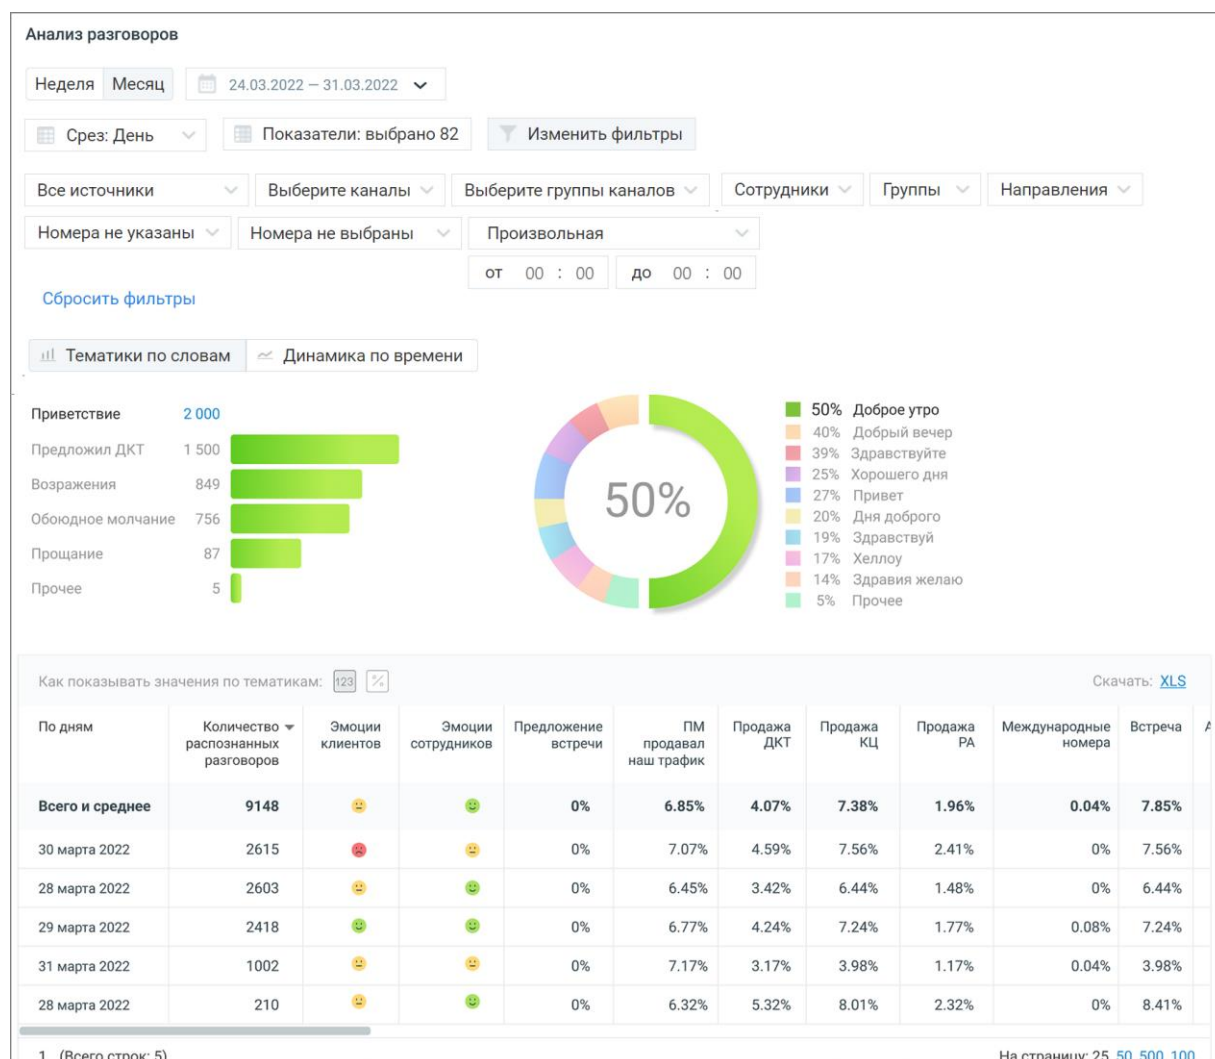 Анализ разговоров
Неделя Месяц 24.03.2022 – 31.03.2022
Срез: День Показатели: выбрано 82 Изменить фильтры
Все источники Выберите каналы Выберите группы каналов Сотрудники Группы Направления
Номера не указаны Номера не выбраны Произвольная
от 00 : 00 до 00 : 00
Сбросить фильтры
Тематики по словам Динамика по времени
Приветствие 2 000
Предложил ДКТ 1 500
Возражения 849
Обоюдное молчание 756
Прощание 87
Прочее 5
50%
50% Доброе утро
40% Добрый вечер
39% Здравствуйте
25% Хорошего дня
27% Привет
20% Дня доброго
19% Здравствуй
17% Хеллоу
14% Здравия желаю
5% Прочее
Как показывать значения по тематикам: 123 % Скачать: XLS
По дням Количество распознанных разговоров Эмоции клиентов Эмоции сотрудников Предложение встречи ПМ продавал наш трафик Продажа ДКТ Продажа КЦ Продажа РА Международные номера Встреча
Всего и среднее 9148 0% 6.85% 4.07% 7.38% 1.96% 0.04% 7.85%
30 марта 2022 2615 0% 7.07% 4.59% 7.56% 2.41% 0% 7.56%
28 марта 2022 2603 0% 6.45% 3.42% 6.44% 1.48% 0% 6.44%
29 марта 2022 2418 0% 6.77% 4.24% 7.24% 1.77% 0.08% 7.24%
31 марта 2022 1002 0% 7.17% 3.17% 3.98% 1.17% 0.04% 3.98%
28 марта 2022 210 0% 6.32% 5.32% 8.01% 2.32% 0% 8.41%
1 (Всего строк: 5) На страницу: 25 50 500 100